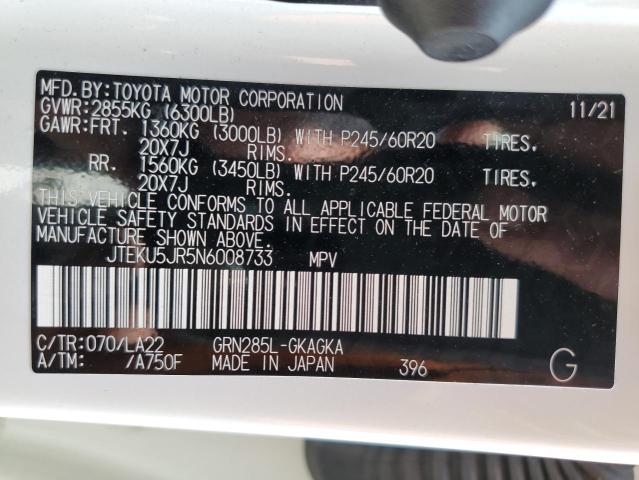 MFD.BY:TOYOTA MOTOR CORPORATION 11/21
GVWR:2855KG (6300LB)
GAWR:FRT. 1360KG (3000LB) WITH P245/60R20 TIRES,
20X7J RIMS.
RR. 1560KG (3450LB) WITH P245/60R20 TIRES,
20X7J RIMS.
THIS VEHICLE CONFORMS TO ALL APPLICABLE FEDERAL MOTOR
VEHICLE SAFETY STANDARDS IN EFFECT ON THE DATE OF
MANUFACTURE SHOWN ABOVE.
JTEKU5JR5N6008733 MPV
C/TR:070/LA22 GRN285L-GKAGKA
A/TM: /A750F MADE IN JAPAN 396 G